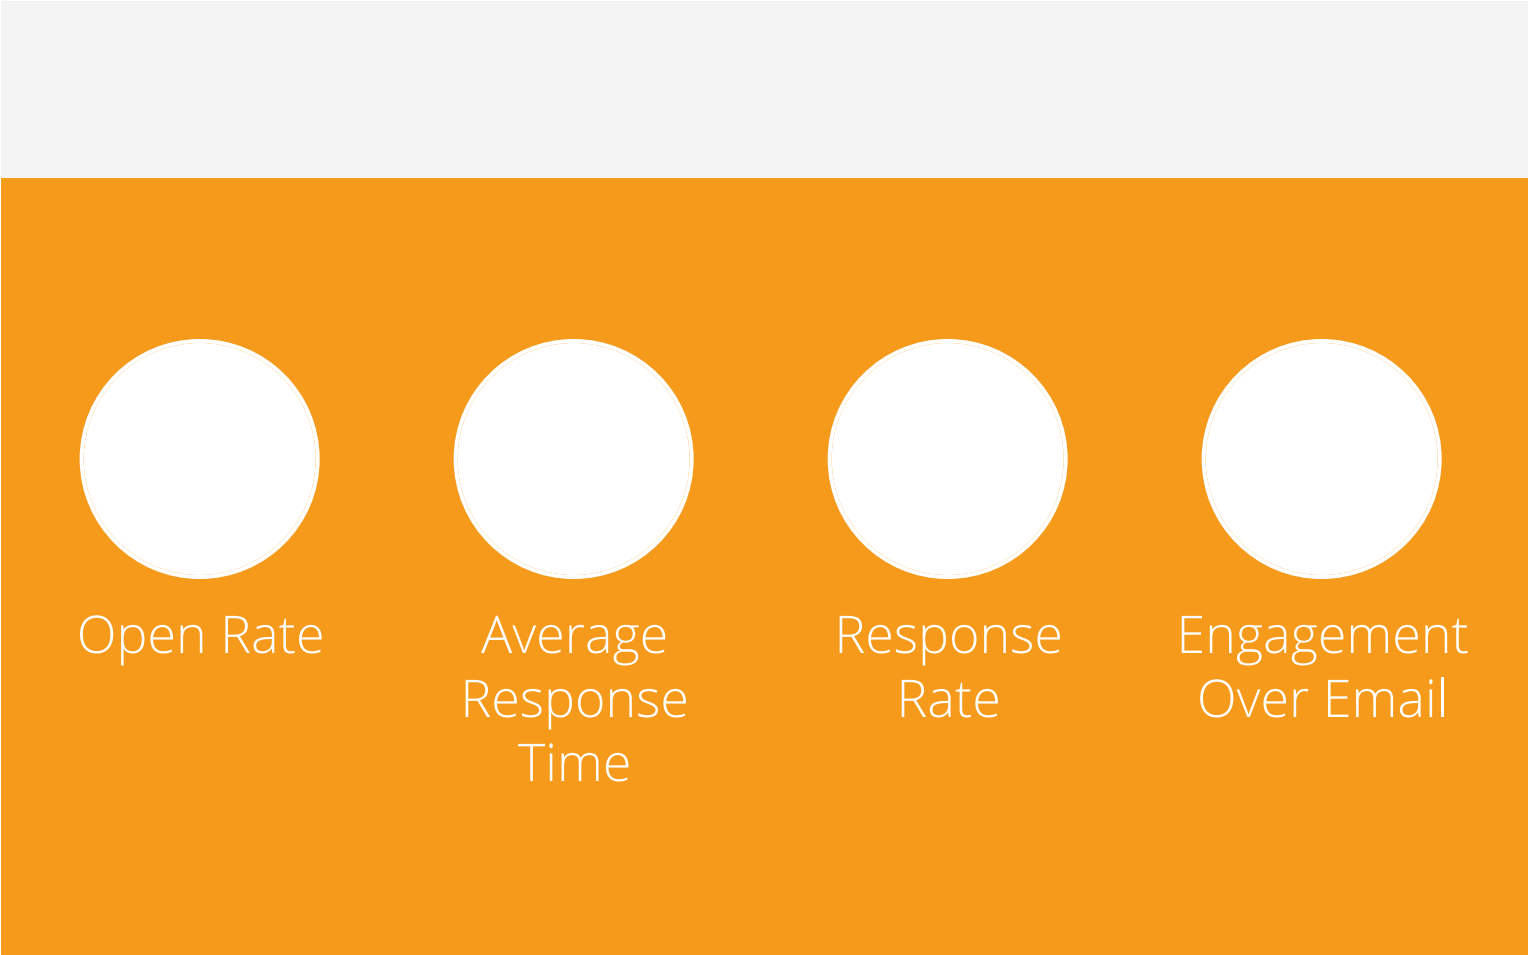 Open Rate
Average
Response
Time
Response
Rate
Engagement
Over Email